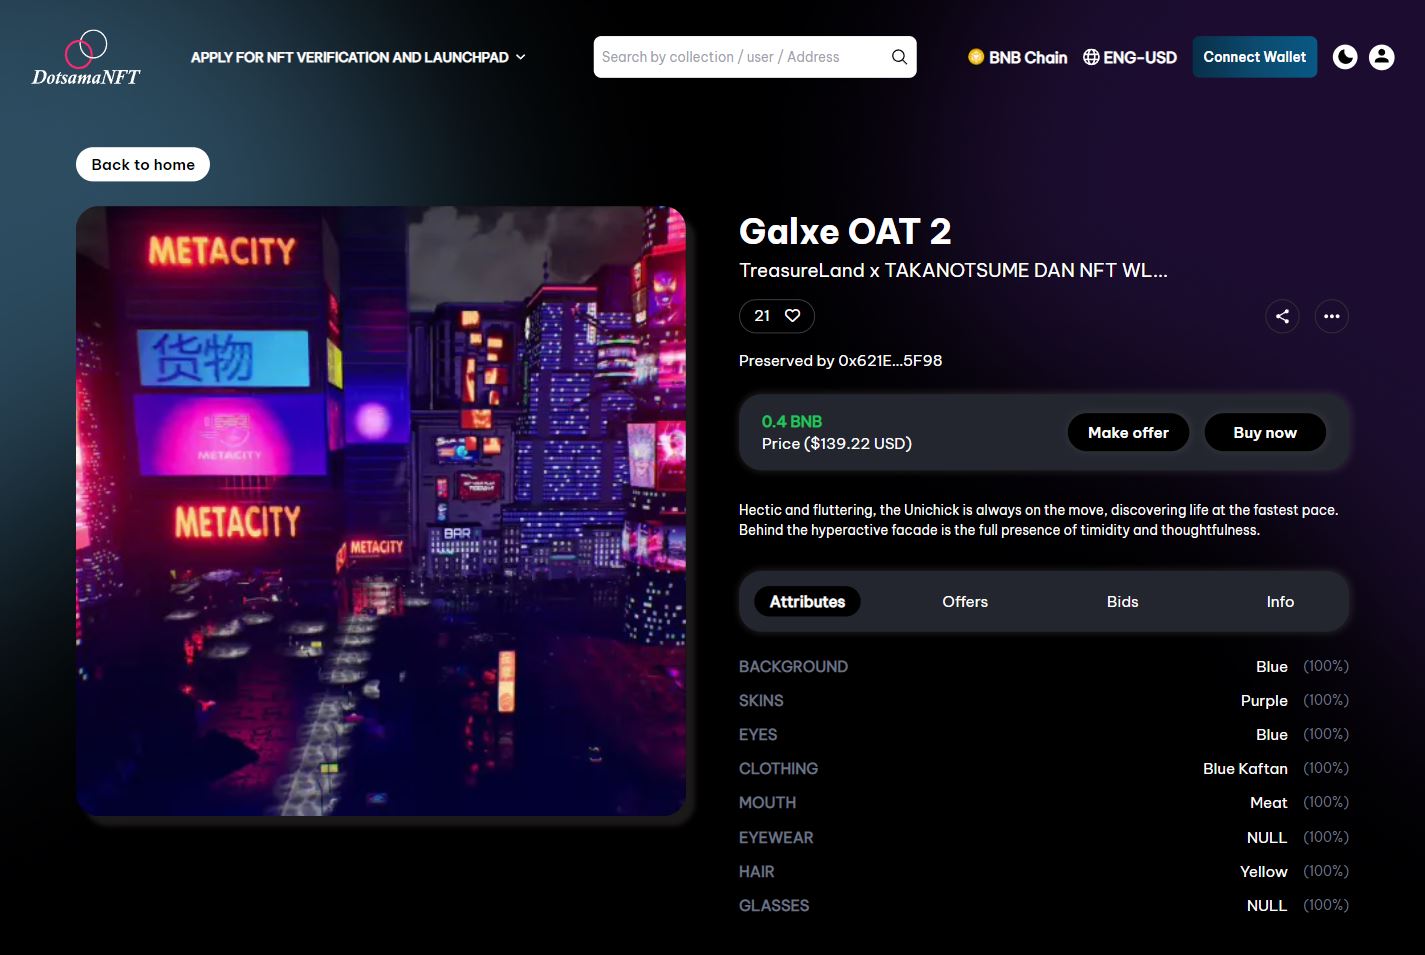 DotsamaNFT
APPLY FOR NFT VERIFICATION AND LAUNCHPAD
Search by collection / user / Address
BNB Chain
ENG-USD
Connect Wallet
Back to home
METACITY
货物
METACITY
METACITY
METACITY
BAR
Galxe OAT 2
TreasureLand x TAKANOTSUME DAN NFT WL...
21
Preserved by 0x621E...5F98
0.4 BNB
Price ($139.22 USD)
Make offer
Buy now
Hectic and fluttering, the Unichick is always on the move, discovering life at the fastest pace.
Behind the hyperactive facade is the full presence of timidity and thoughtfulness.
Attributes
Offers
Bids
Info
BACKGROUND Blue (100%)
SKINS Purple (100%)
EYES Blue (100%)
CLOTHING Blue Kaftan (100%)
MOUTH Meat (100%)
EYEWEAR NULL (100%)
HAIR Yellow (100%)
GLASSES NULL (100%)